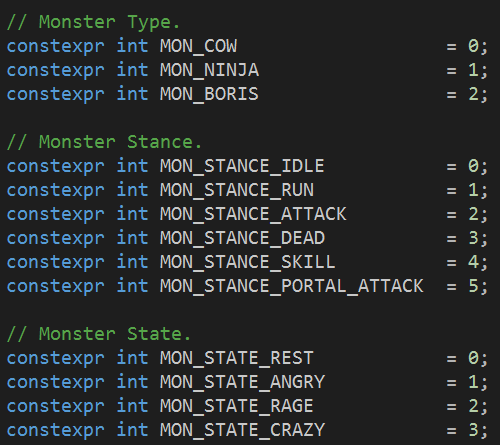 // Monster Type.
constexpr int MON_COW = 0;
constexpr int MON_NINJA = 1;
constexpr int MON_BORIS = 2;
// Monster Stance.
constexpr int MON_STANCE_IDLE = 0;
constexpr int MON_STANCE_RUN = 1;
constexpr int MON_STANCE_ATTACK = 2;
constexpr int MON_STANCE_DEAD = 3;
constexpr int MON_STANCE_SKILL = 4;
constexpr int MON_STANCE_PORTAL_ATTACK = 5;
// Monster State.
constexpr int MON_STATE_REST = 0;
constexpr int MON_STATE_ANGRY = 1;
constexpr int MON_STATE_RAGE = 2;
constexpr int MON_STATE_CRAZY = 3;